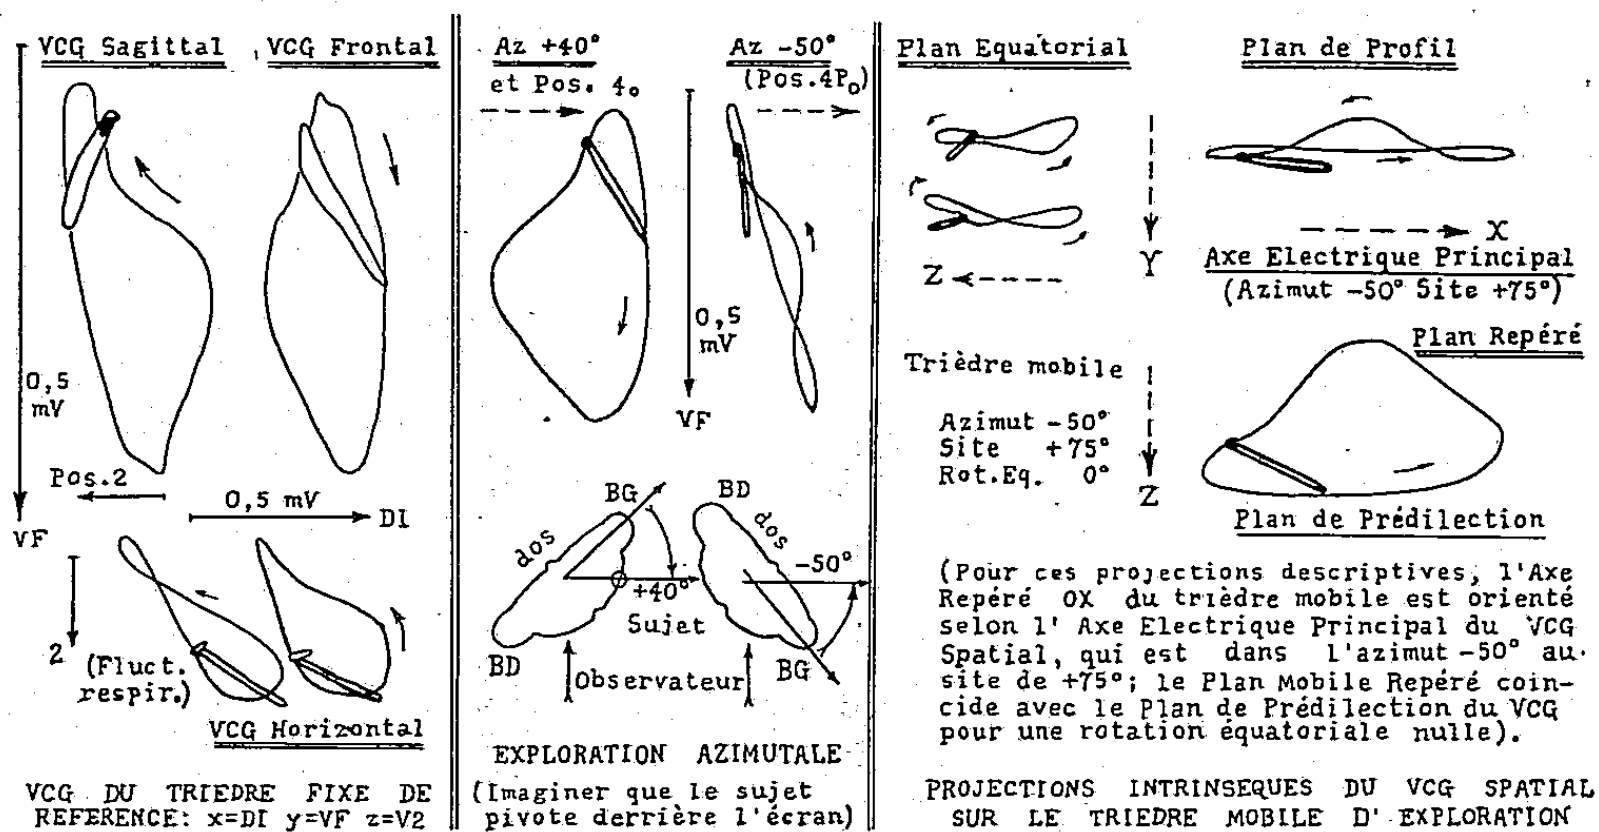 VCG Sagittal
VCG Frontal
0,5
mV
Pos.2
0,5 mV
DI
VF
2
(Fluct.
respir.)
VCG Horizontal
VCG DU TRIEDRE FIXE DE
REFERENCE: x=DI y=VF z=V2
Az +40°
et Pos. 4₀
Az -50°
(Pos.4P₀)
0,5
mV
VF
BG
BD
dos
dos
+40°
-50°
Sujet
BD
BG
Observateur
EXPLORATION AZIMUTALE
(Imaginer que le sujet
pivote derrière l'écran)
Plan Equatorial
Plan de Profil
Y
Z
X
Axe Electrique Principal
(Azimut -50° Site +75°)
Plan Repéré
Trièdre mobile
Azimut -50°
Site +75°
Rot.Eq. 0°
Z
Plan de Prédilection
(Pour ces projections descriptives, l'Axe
Repéré OX du trièdre mobile est orienté
selon l' Axe Electrique Principal du VCG
Spatial, qui est dans l'azimut -50° au
site de +75°; le Plan Mobile Repéré coin-
cide avec le Plan de Prédilection du VCG
pour une rotation équatoriale nulle).
PROJECTIONS INTRINSEQUES DU VCG SPATIAL
SUR LE TRIEDRE MOBILE D' EXPLORATION